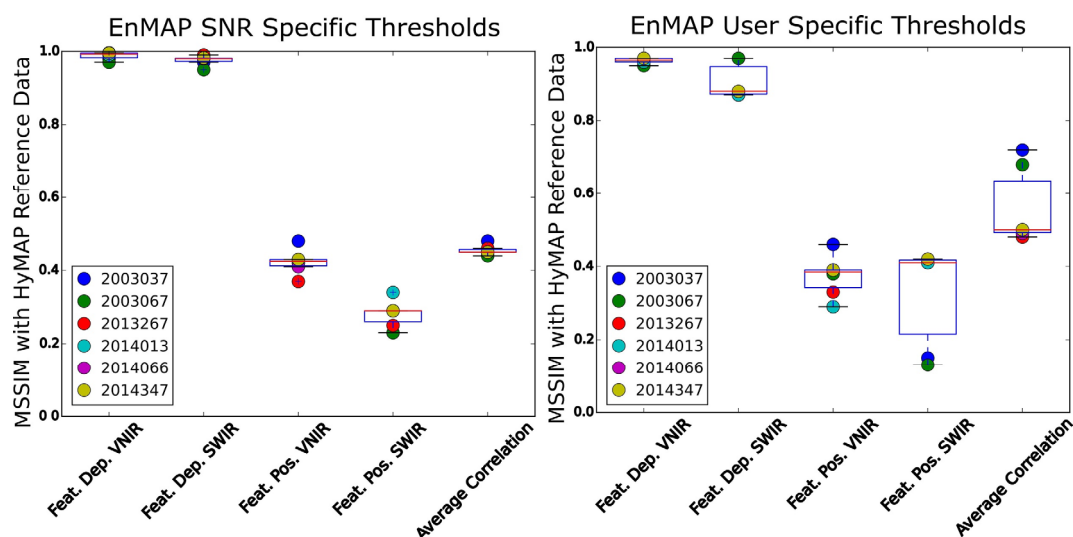 EnMAP SNR Specific Thresholds
MSSIM with HyMAP Reference Data
1.0
0.8
0.6
0.4
0.2
0 0
2003037
2003067
2013267
2014013
2014066
2014347
Feat. Dep. VNIR
Feat. Dep. SWIR
Feat. Pos. VNIR
Feat. Pos. SWIR
Average Correlation
EnMAP User Specific Thresholds
MSSIM with HyMAP Reference Data
1.0
0.8
0.6
0.4
0.2
0.0
2003037
2003067
2013267
2014013
2014066
2014347
Feat. Dep. VNIR
Feat. Dep. SWIR
Feat. Pos. VNIR
Feat. Pos. SWIR
Average Correlation